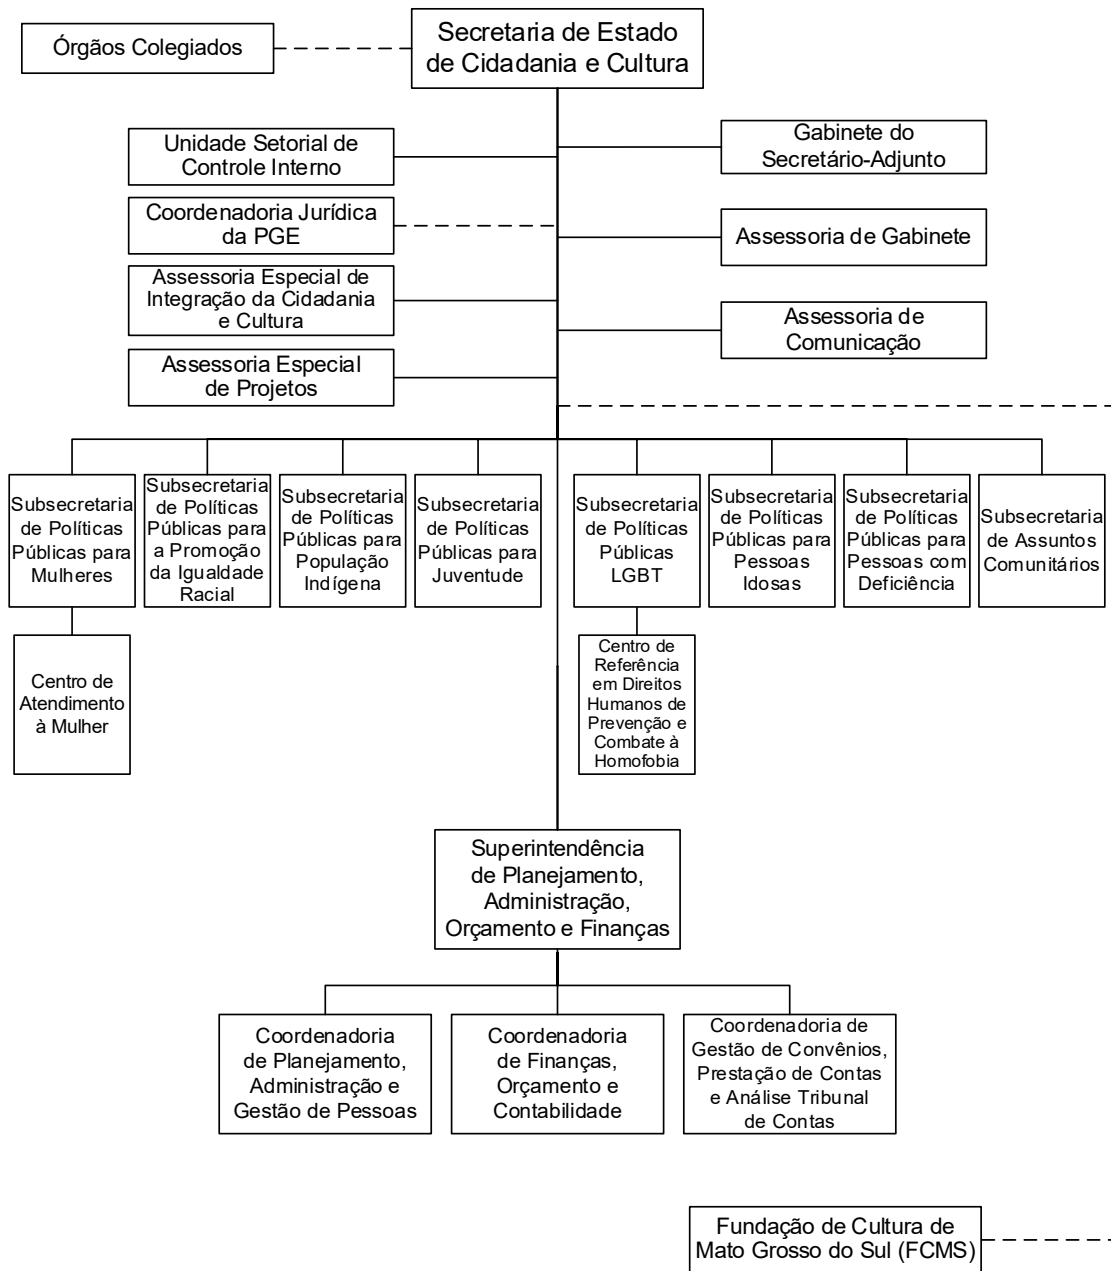 Órgãos Colegiados
Secretaria de Estado
de Cidadania e Cultura
Unidade Setorial de
Controle Interno
Gabinete do
Secretário-Adjunto
Coordenadoria Jurídica
da PGE
Assessoria de Gabinete
Assessoria Especial de
Integração da Cidadania
e Cultura
Assessoria de
Comunicação
Assessoria Especial
de Projetos
Subsecretaria
de Políticas
Públicas para
Mulheres
Subsecretaria
de Políticas
Públicas para
a Promoção
da Igualdade
Racial
Subsecretaria
de Políticas
Públicas para
População
Indígena
Subsecretaria
de Políticas
Públicas para
Juventude
Subsecretaria
de Políticas
Públicas
LGBT
Subsecretaria
de Políticas
Públicas para
Pessoas
Idosas
Subsecretaria
de Políticas
Públicas para
Pessoas com
Deficiência
Subsecretaria
de Assuntos
Comunitários
Centro de
Atendimento
à Mulher
Centro de
Referência
em Direitos
Humanos de
Prevenção e
Combate à
Homofobia
Superintendência
de Planejamento,
Administração,
Orçamento e Finanças
Coordenadoria
de Planejamento,
Administração e
Gestão de Pessoas
Coordenadoria
de Finanças,
Orçamento e
Contabilidade
Coordenadoria de
Gestão de Convênios,
Prestação de Contas
e Análise Tribunal
de Contas
Fundação de Cultura de
Mato Grosso do Sul (FCMS)